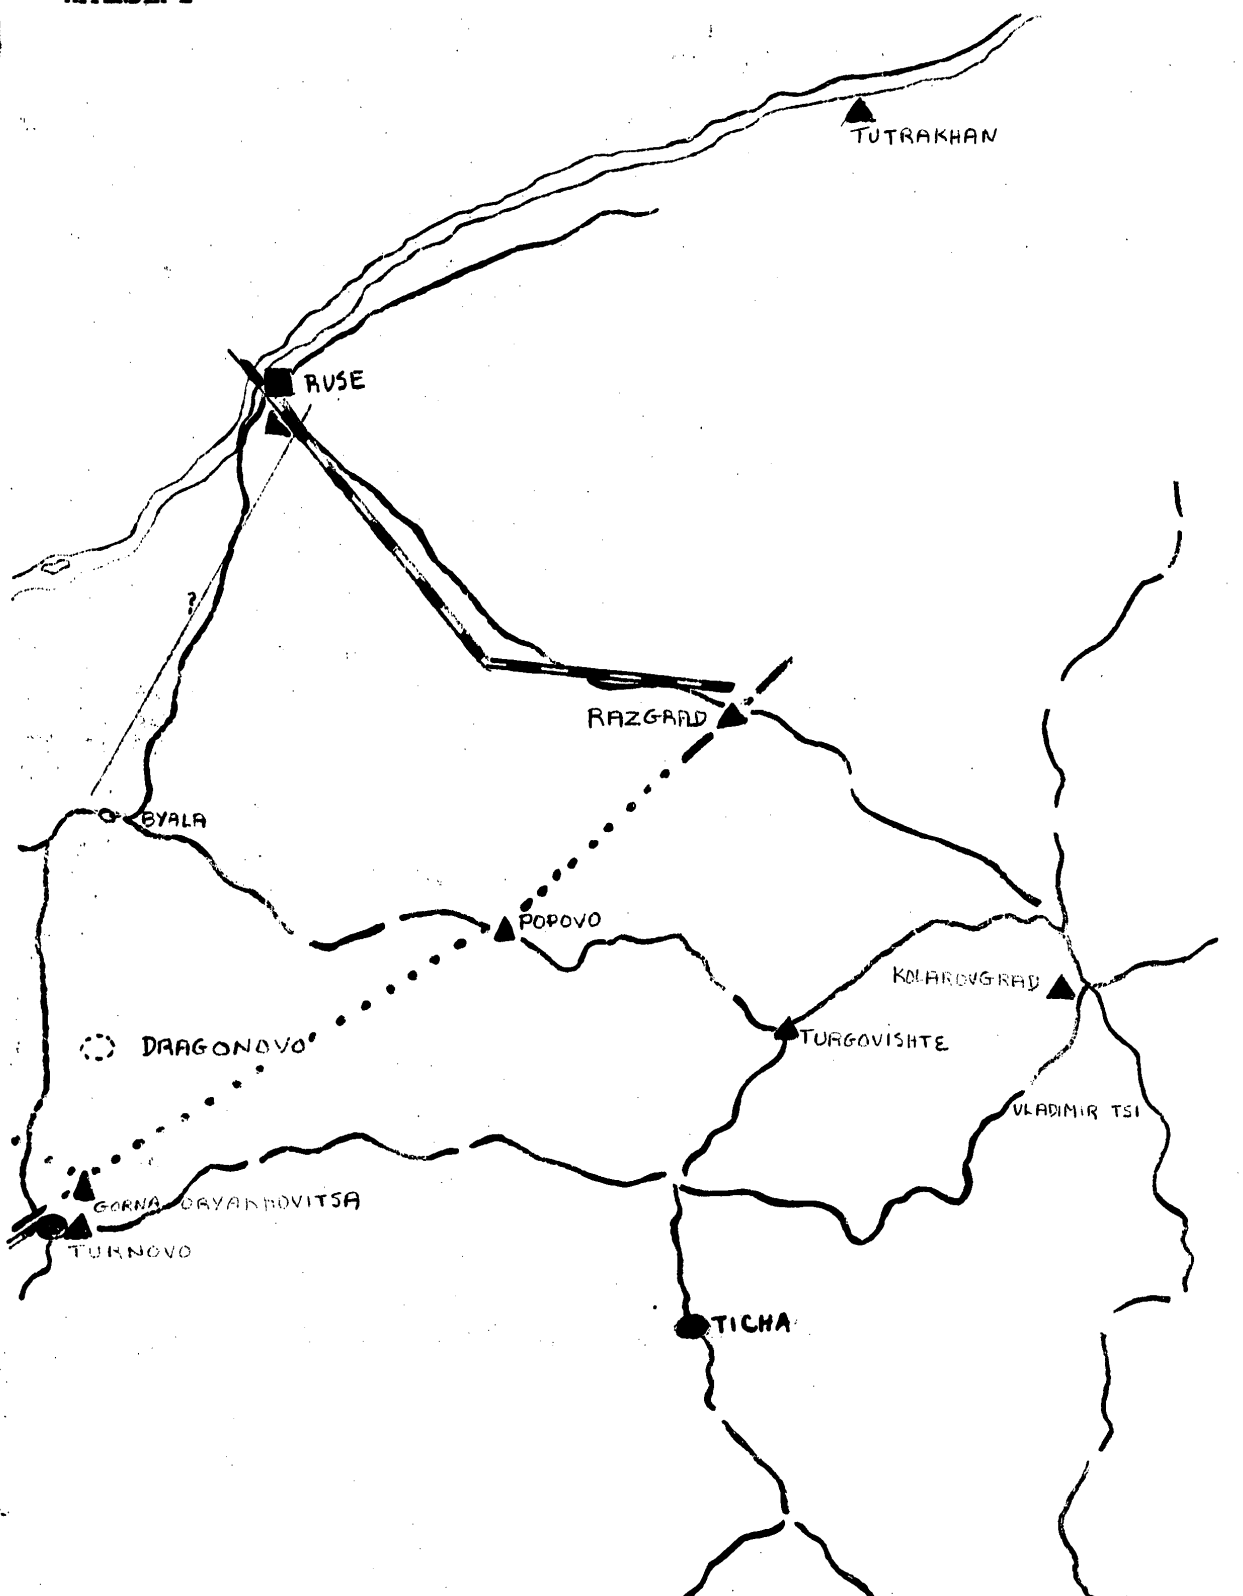 TUTRAKHAN
RUSE
?
RAZGRAD
BYALA
POPOVO
KOLAROVGRAD
DRAGONOVO
TURGOVISHTE
VLADIMIR TSI
GORNA ORYAKHOVITSA
TURNOVO
TICHA